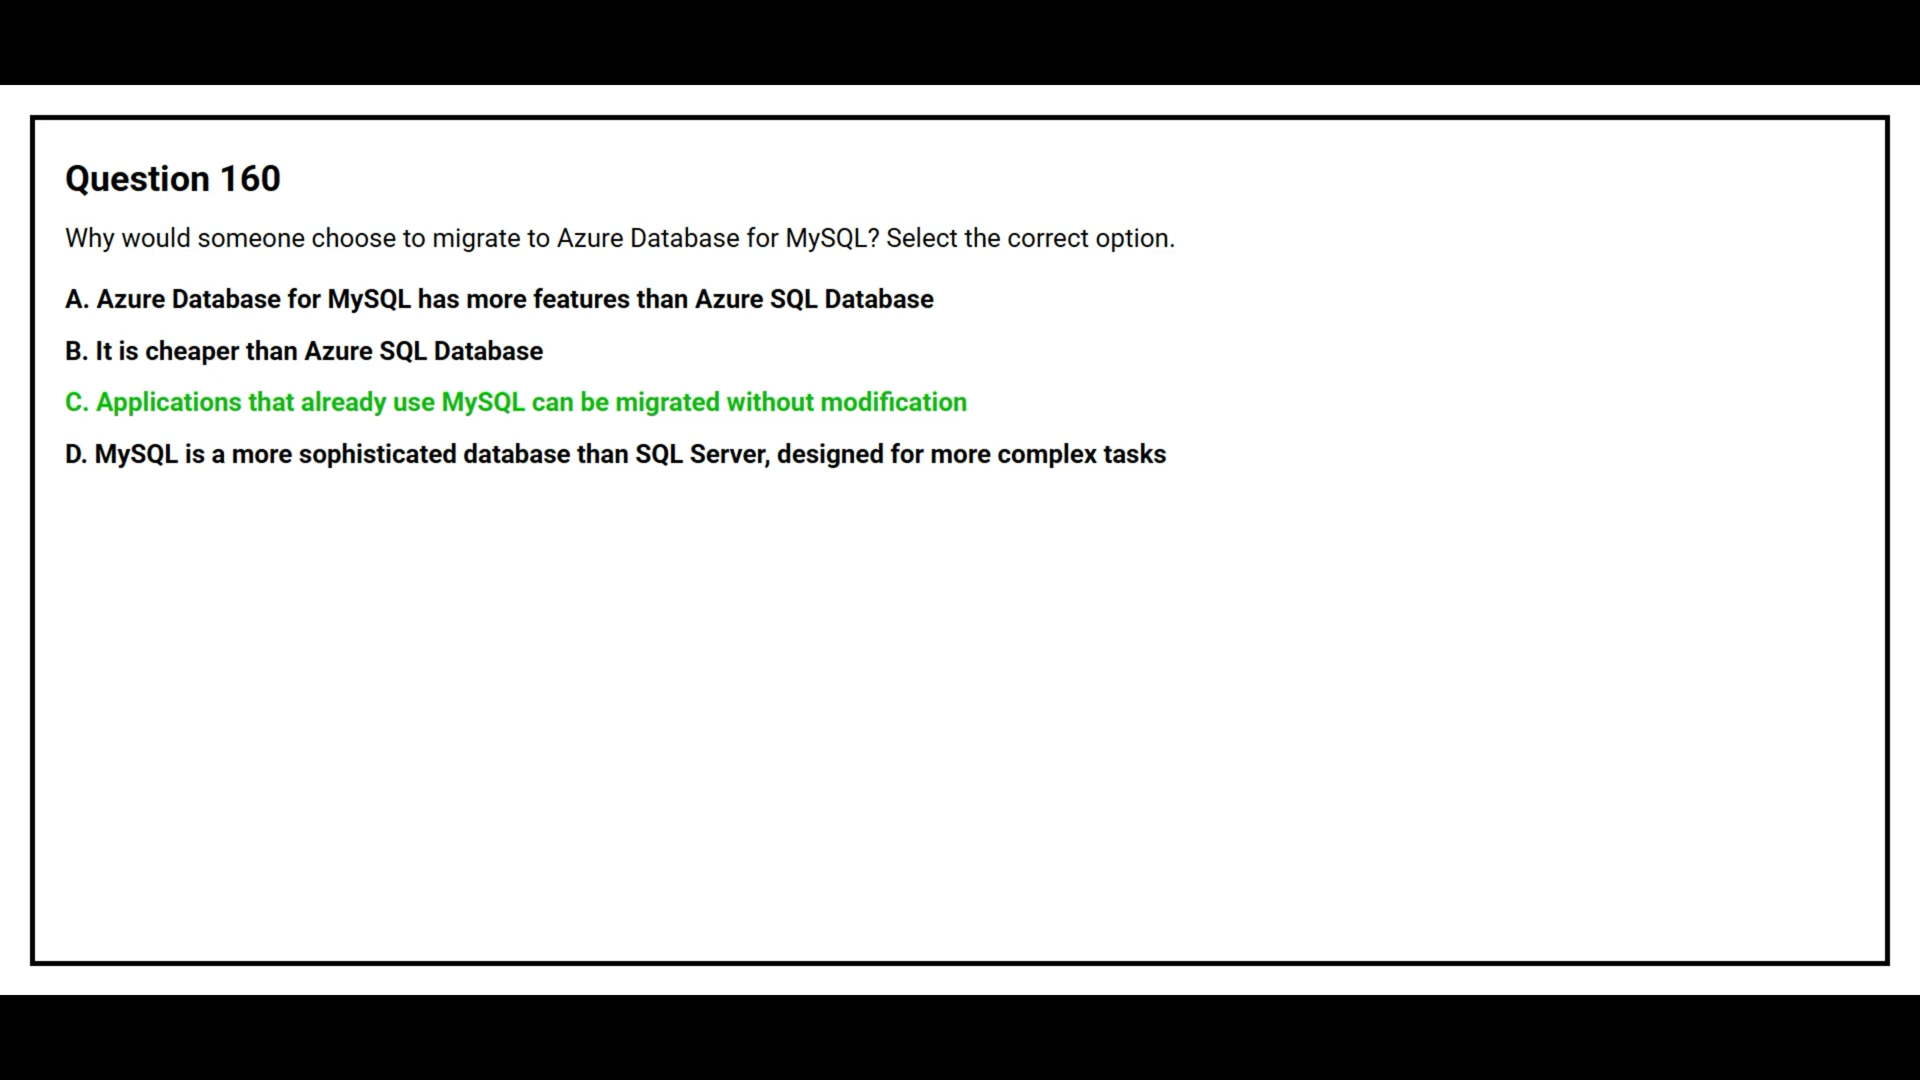 Question 160
Why would someone choose to migrate to Azure Database for MySQL? Select the correct option.
A. Azure Database for MySQL has more features than Azure SQL Database
B. It is cheaper than Azure SQL Database
C. Applications that already use MySQL can be migrated without modification
D. MySQL is a more sophisticated database than SQL Server, designed for more complex tasks